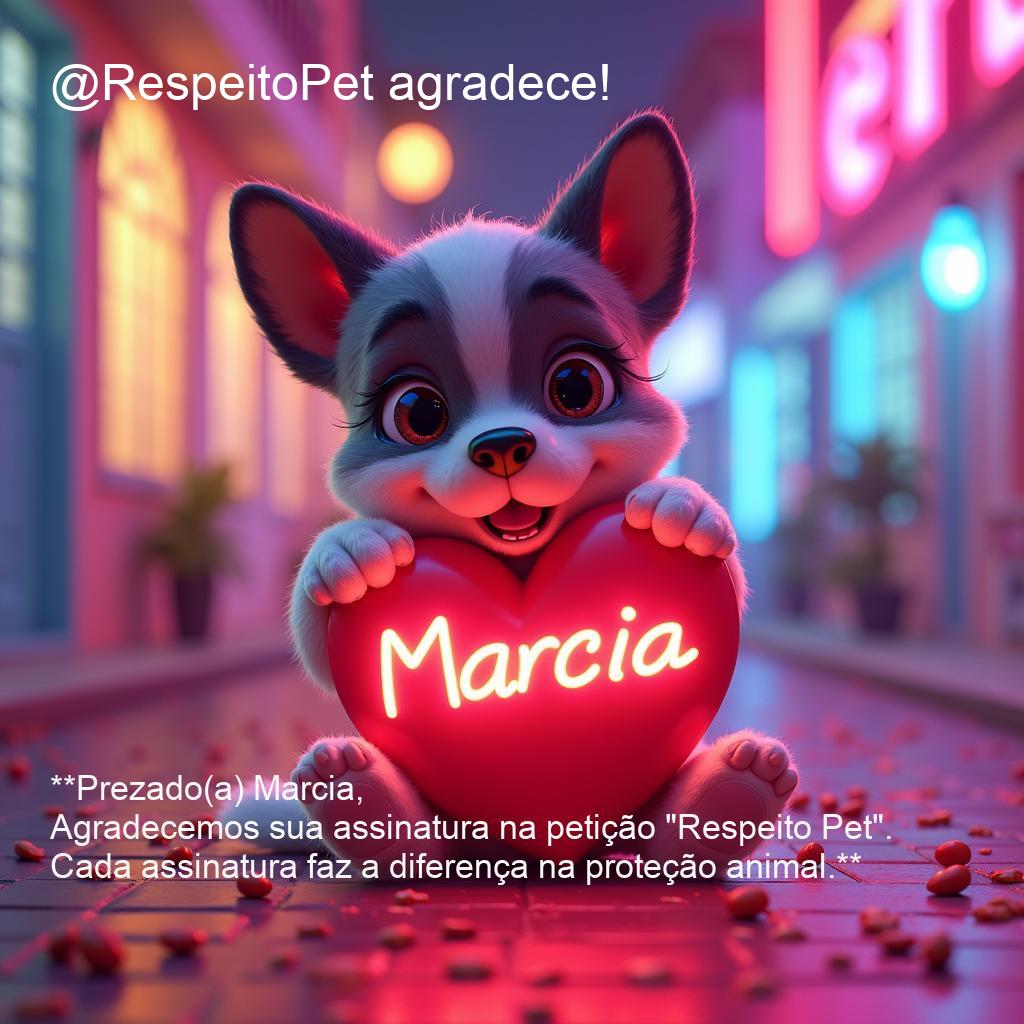 @RespeitoPet agradece!
Marcia
**Prezado(a) Marcia,
Agradecemos sua assinatura na petição "Respeito Pet".
Cada assinatura faz a diferença na proteção animal.**